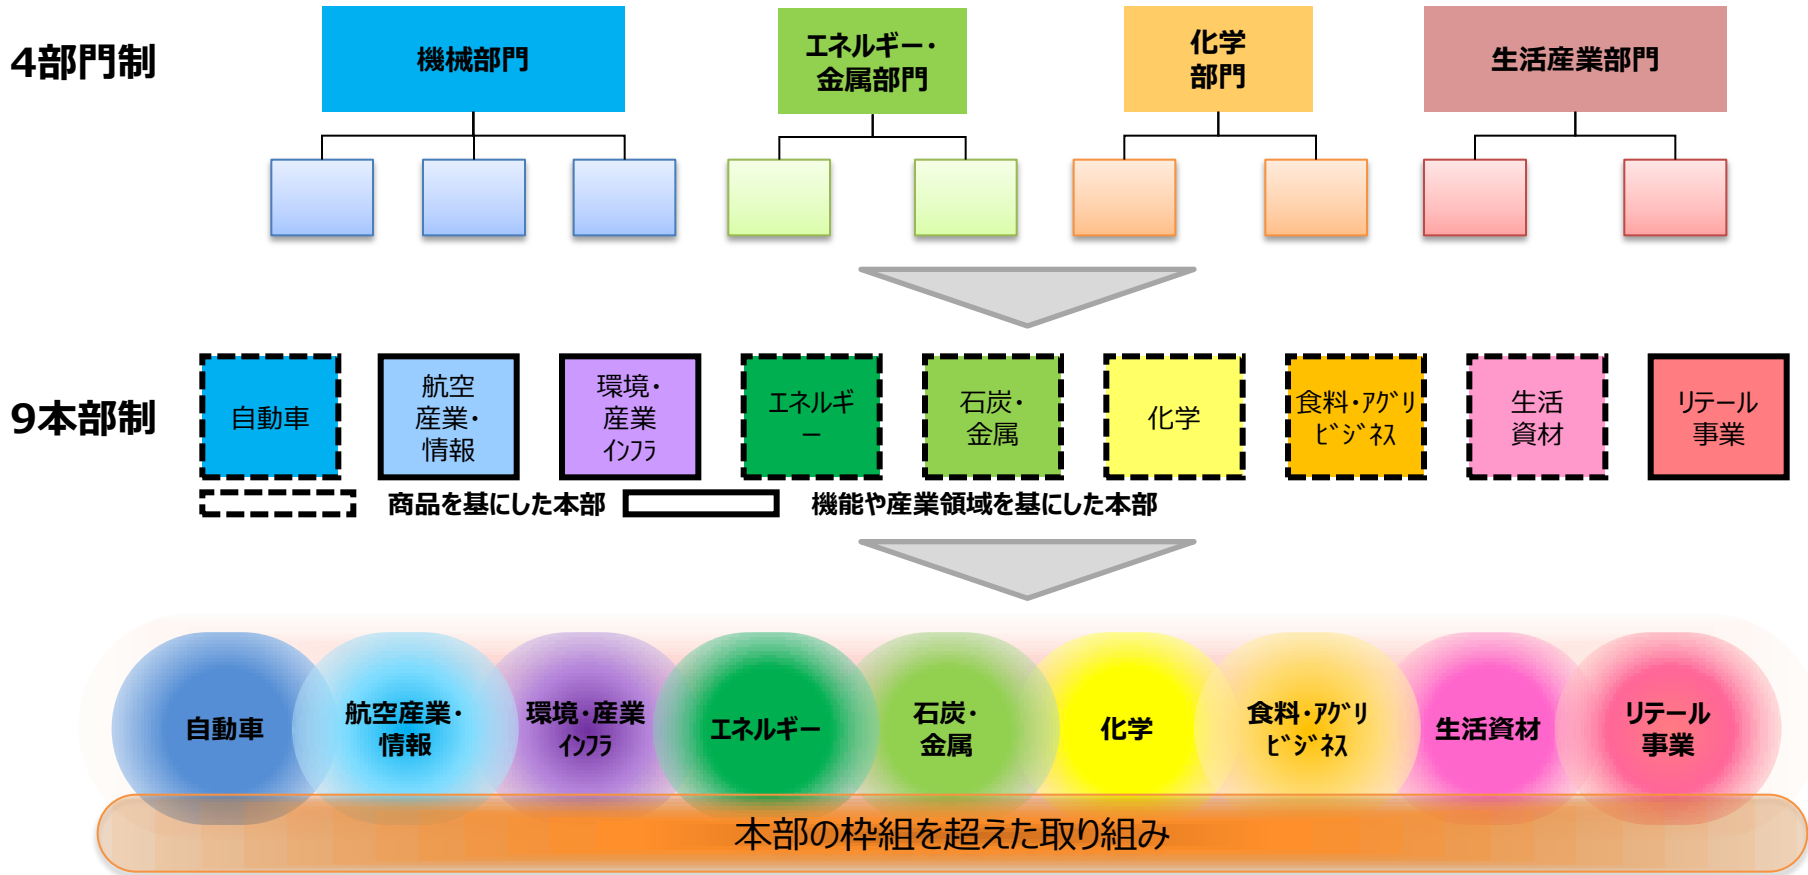 4部門制
機械部門
エネルギー・
金属部門
化学
部門
生活産業部門
9本部制
自動車
航空
産業・
情報
環境・
産業
ｲﾝﾌﾗ
エネルギ
ー
石炭・
金属
化学
食料・ｱｸﾞﾘ
ﾋﾞｼﾞﾈｽ
生活
資材
リテール
事業
商品を基にした本部
機能や産業領域を基にした本部
自動車
航空産業・
情報
環境・産業
ｲﾝﾌﾗ
エネルギー
石炭・
金属
化学
食料・ｱｸﾞﾘ
ﾋﾞｼﾞﾈｽ
生活資材
リテール
事業
本部の枠組を超えた取り組み